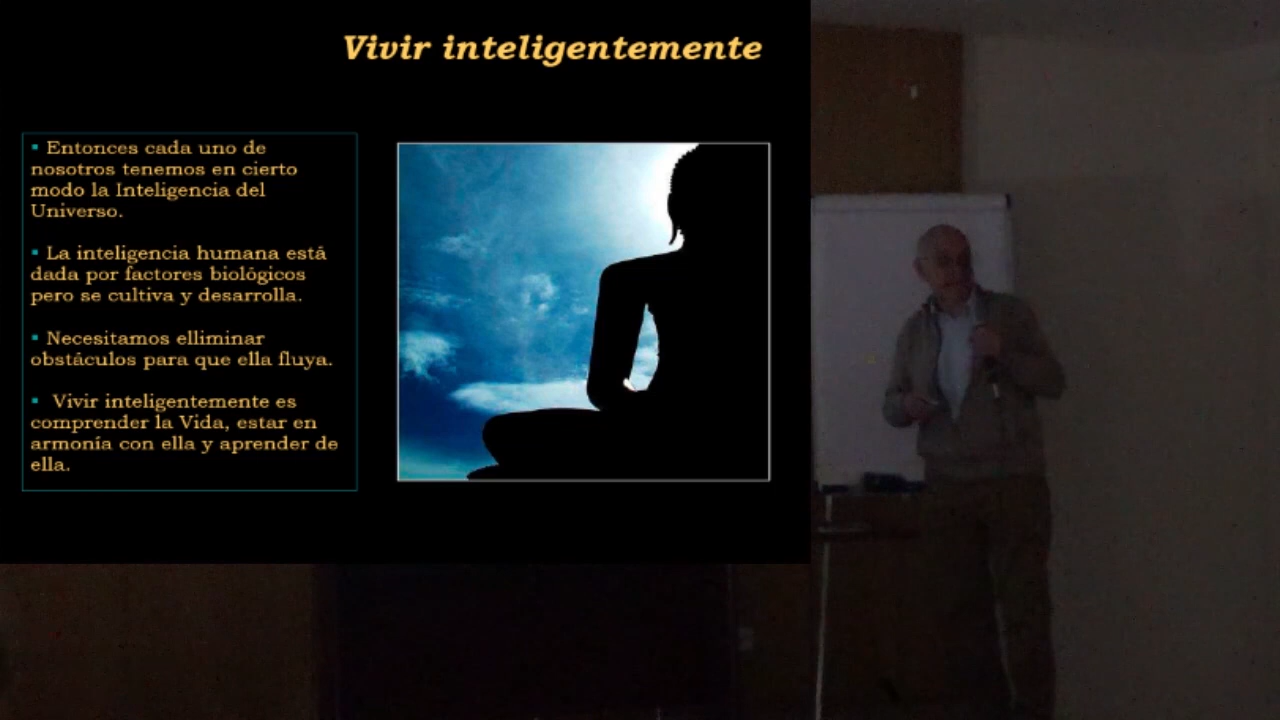 Vivir inteligentemente
▪ Entonces cada uno de
nosotros tenemos en cierto
modo la Inteligencia del
Universo.
▪ La inteligencia humana está
dada por factores biológicos
pero se cultiva y desarrolla.
▪ Necesitamos elliminar
obstáculos para que ella fluya.
▪ Vivir inteligentemente es
comprender la Vida, estar en
armonía con ella y aprender de
ella.